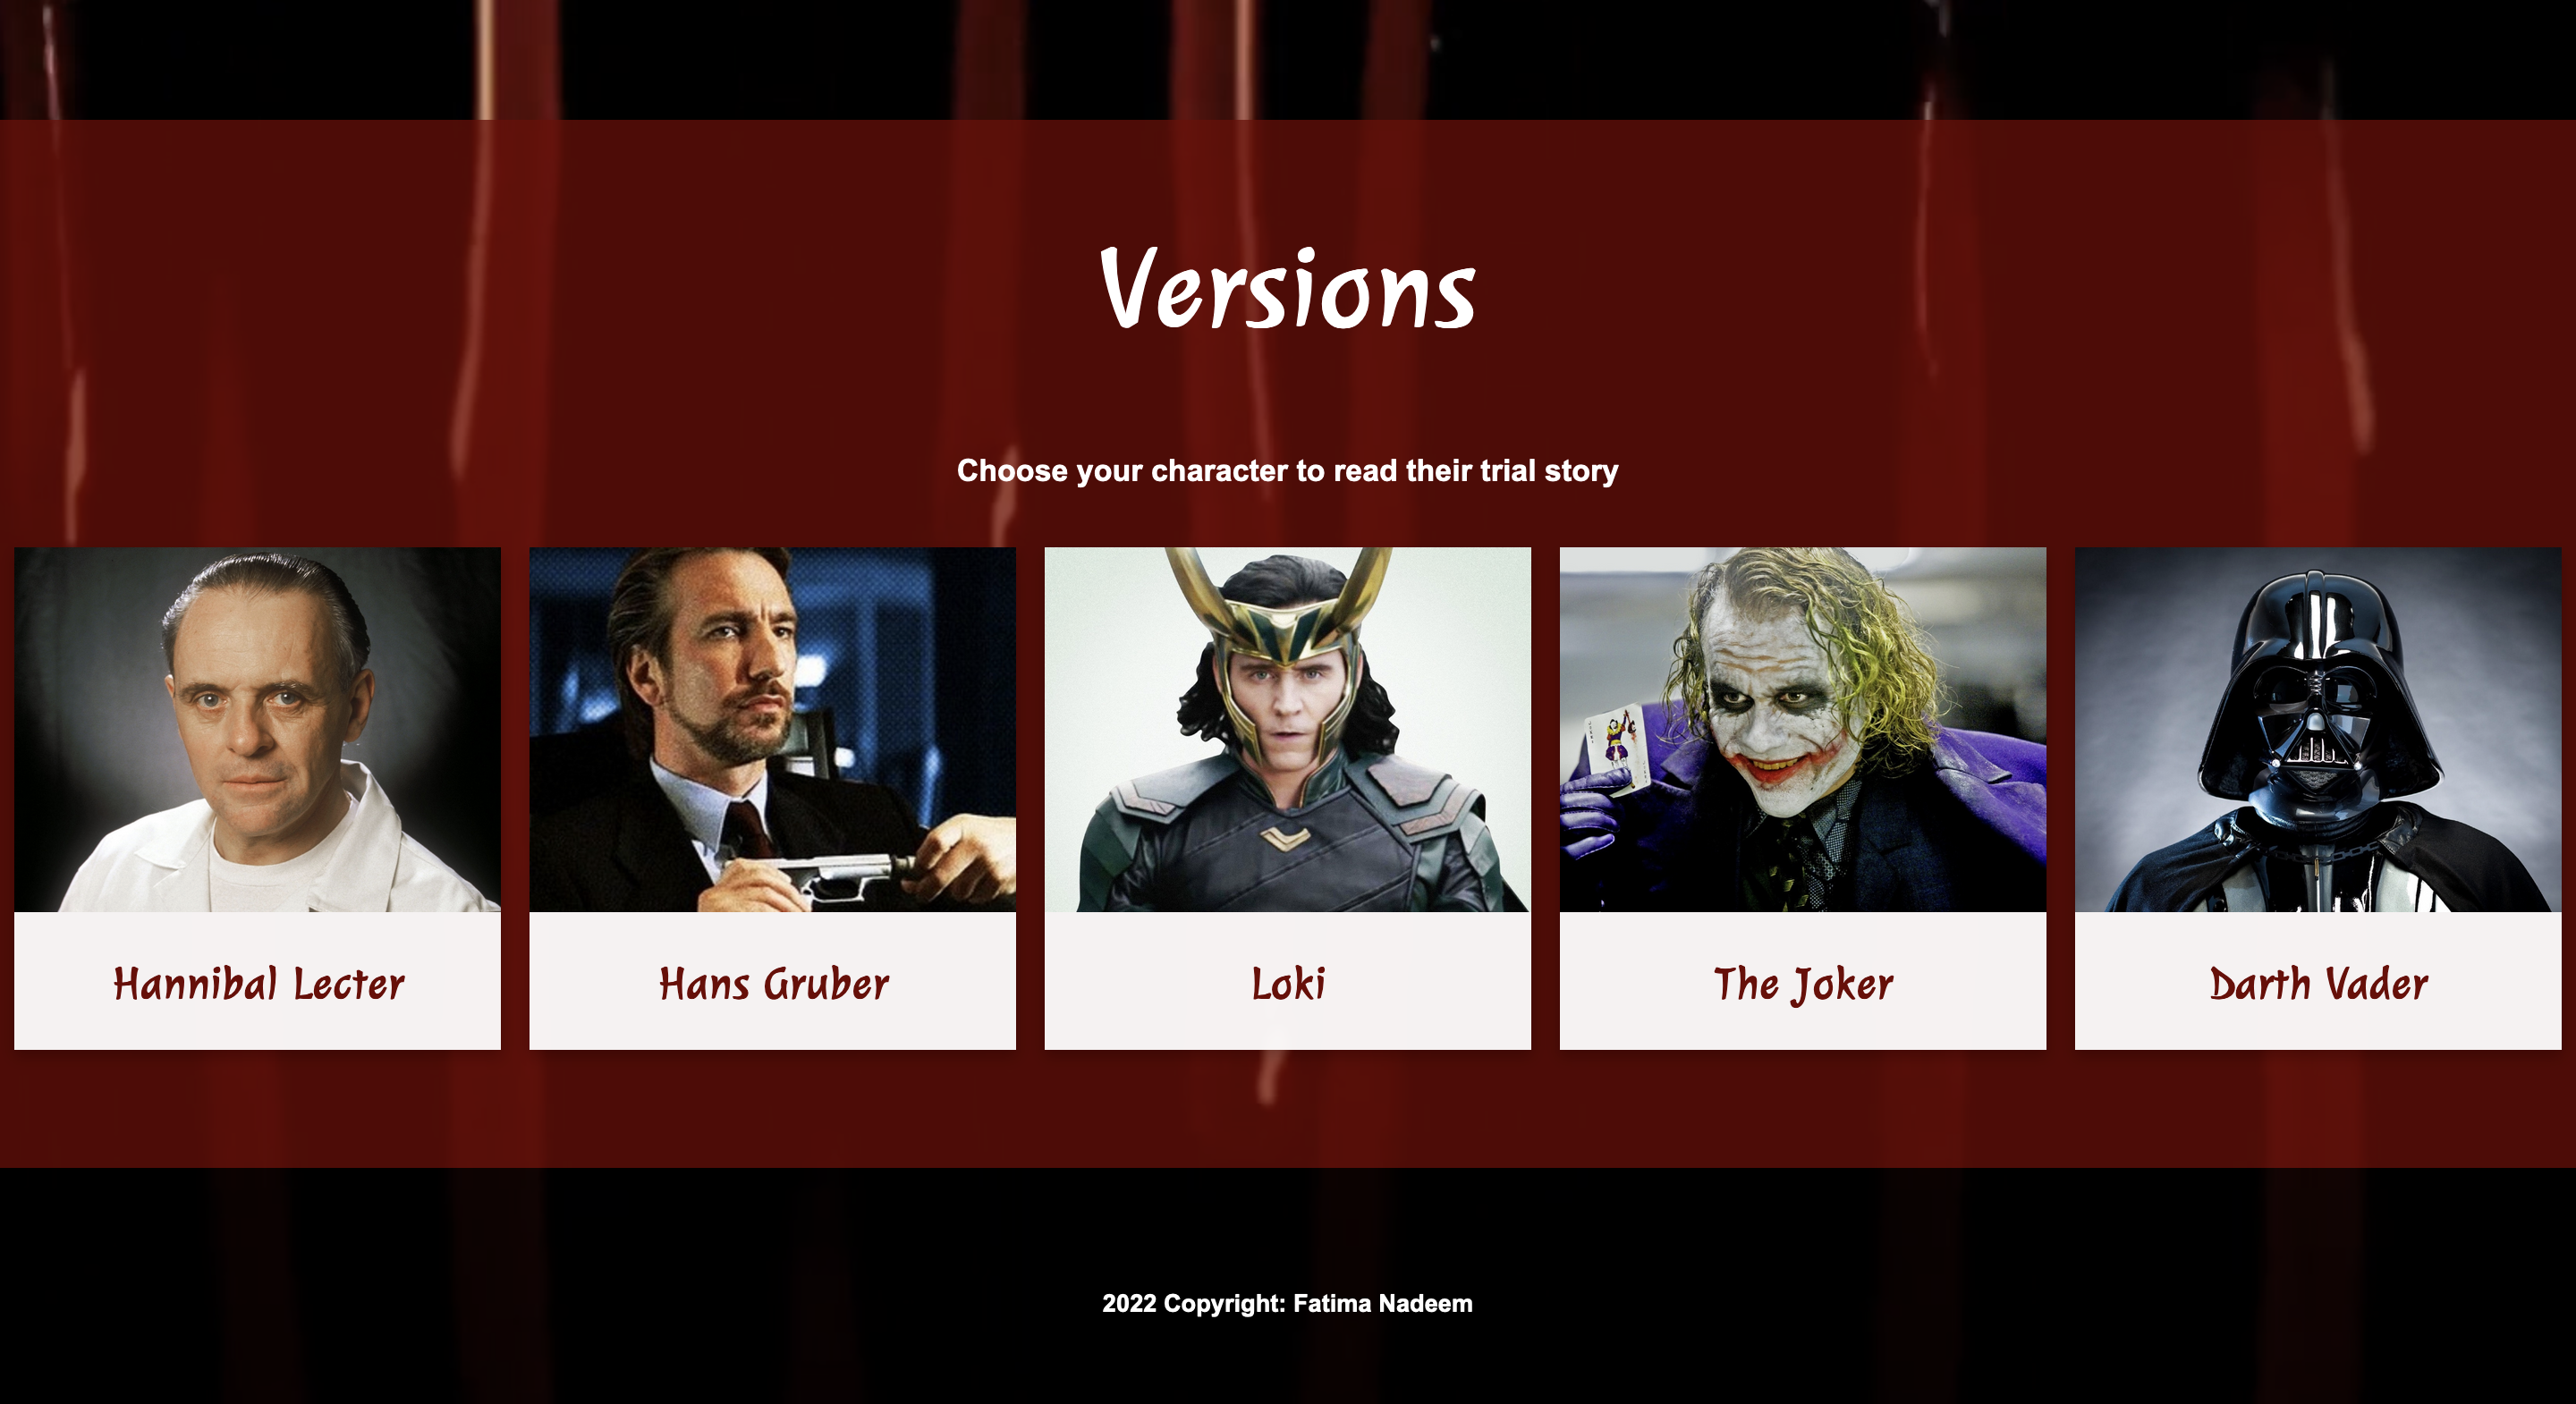 Versions
Choose your character to read their trial story
Hannibal Lecter
Hans Gruber
Loki
The Joker
Darth Vader
2022 Copyright: Fatima Nadeem